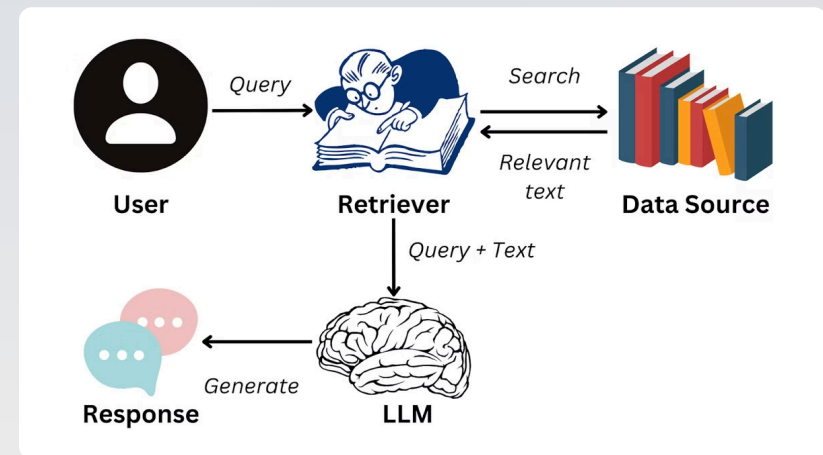 Query
Search
Relevant
text
User
Retriever
Data Source
Query + Text
Generate
Response
LLM